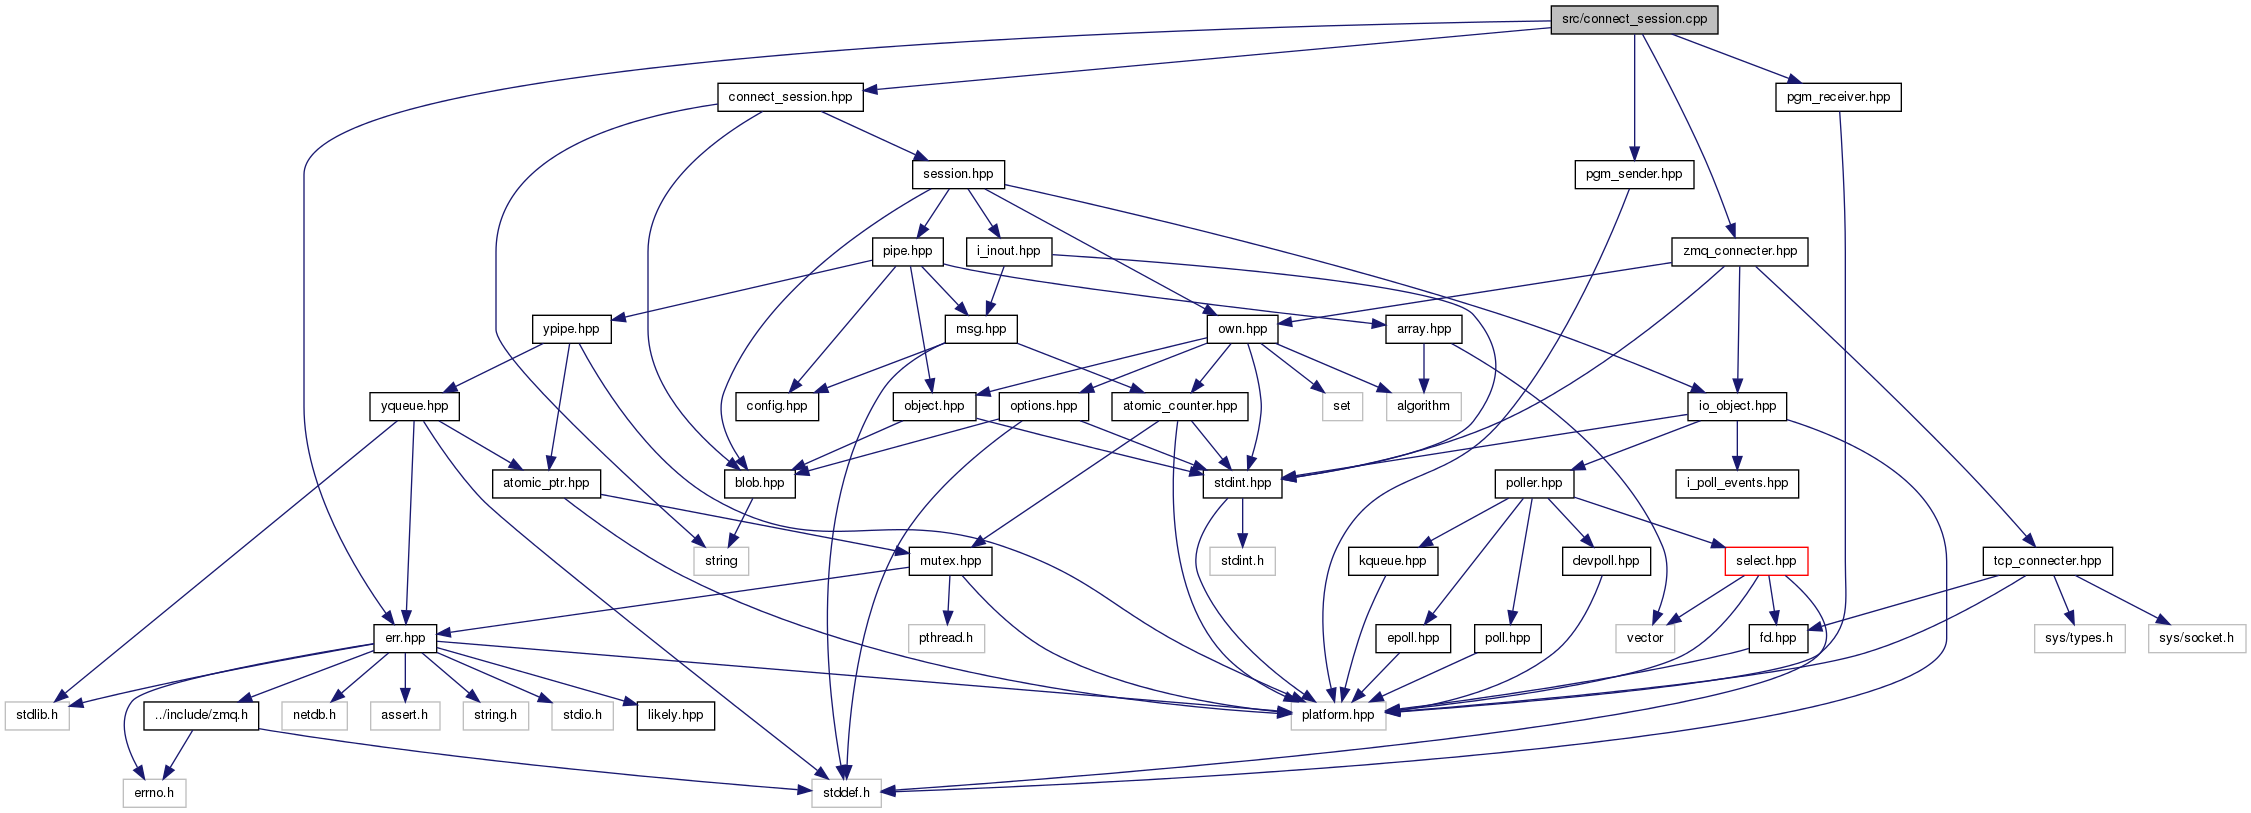 src/connect_session.cpp
connect_session.hpp
pgm_receiver.hpp
session.hpp
pgm_sender.hpp
pipe.hpp
i_inout.hpp
zmq_connecter.hpp
ypipe.hpp
msg.hpp
own.hpp
array.hpp
yqueue.hpp
config.hpp
object.hpp
options.hpp
atomic_counter.hpp
set
algorithm
io_object.hpp
atomic_ptr.hpp
blob.hpp
stdint.hpp
poller.hpp
i_poll_events.hpp
string
mutex.hpp
stdint.h
kqueue.hpp
devpoll.hpp
select.hpp
tcp_connecter.hpp
err.hpp
pthread.h
epoll.hpp
poll.hpp
vector
fd.hpp
sys/types.h
sys/socket.h
stdlib.h
../include/zmq.h
netdb.h
assert.h
string.h
stdio.h
likely.hpp
platform.hpp
errno.h
stddef.h